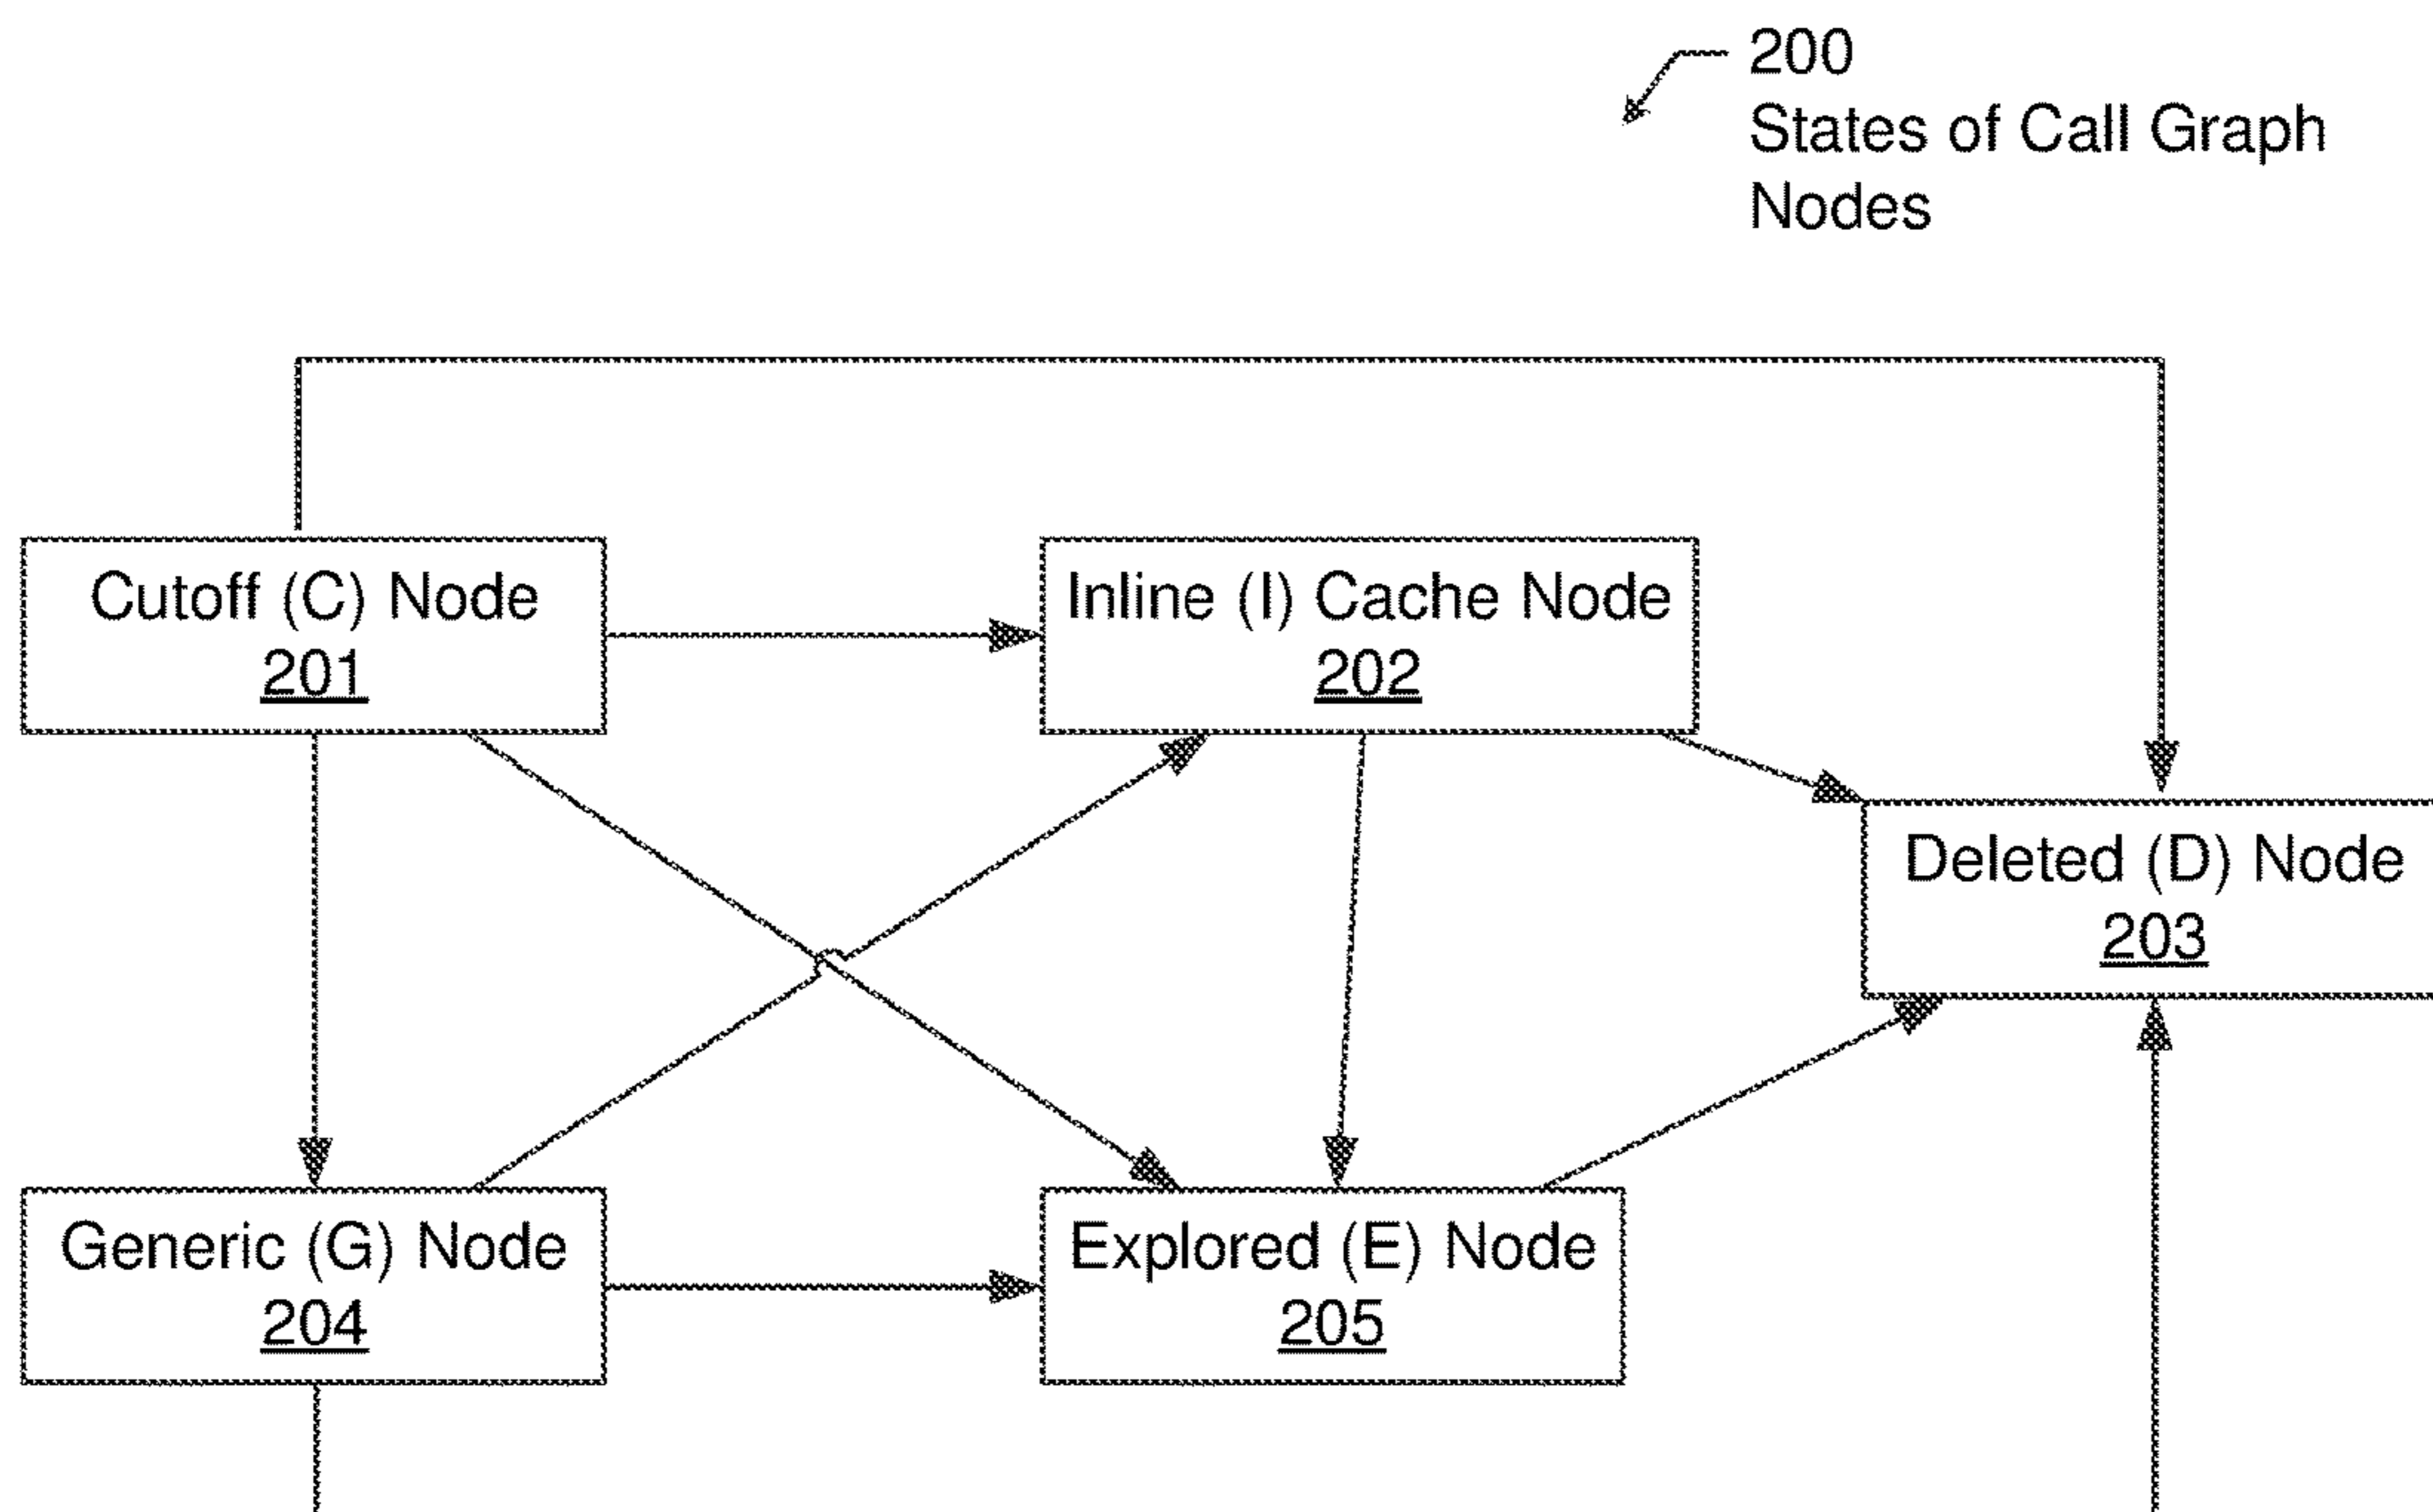 200
States of Call Graph
Nodes
Cutoff (C) Node
201
Inline (I) Cache Node
202
Deleted (D) Node
203
Generic (G) Node
204
Explored (E) Node
205